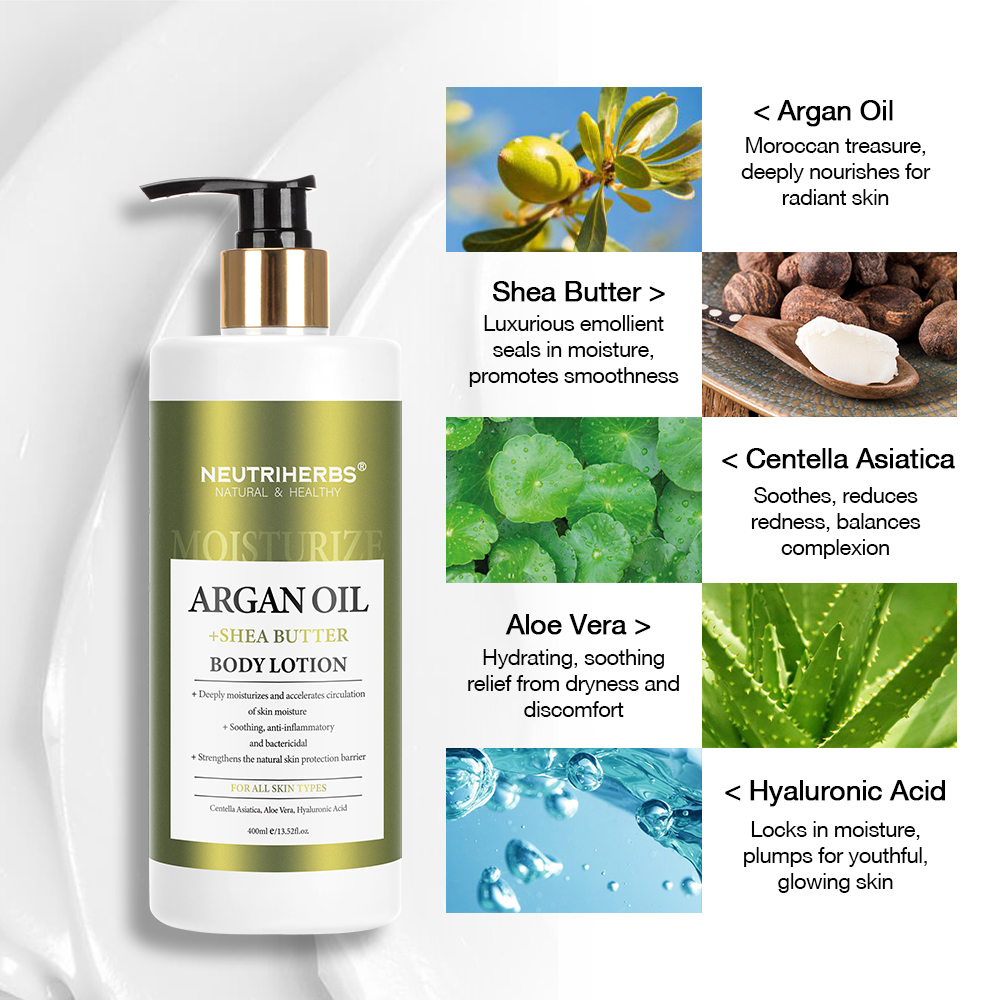 NEUTRIHERBS®
NATURAL & HEALTHY
MOISTURIZE
ARGAN OIL
+SHEA BUTTER
BODY LOTION
+ Deeply moisturizes and accelerates circulation
of skin moisture
+ Soothing, anti-inflammatory
and bactericidal
+ Strengthens the natural skin protection barrier
FOR ALL SKIN TYPES
Centella Asiatica, Aloe Vera, Hyaluronic Acid
400ml ℮/13.52fl.oz.
< Argan Oil
Moroccan treasure,
deeply nourishes for
radiant skin
Shea Butter >
Luxurious emollient
seals in moisture,
promotes smoothness
< Centella Asiatica
Soothes, reduces
redness, balances
complexion
Aloe Vera >
Hydrating, soothing
relief from dryness and
discomfort
< Hyaluronic Acid
Locks in moisture,
plumps for youthful,
glowing skin